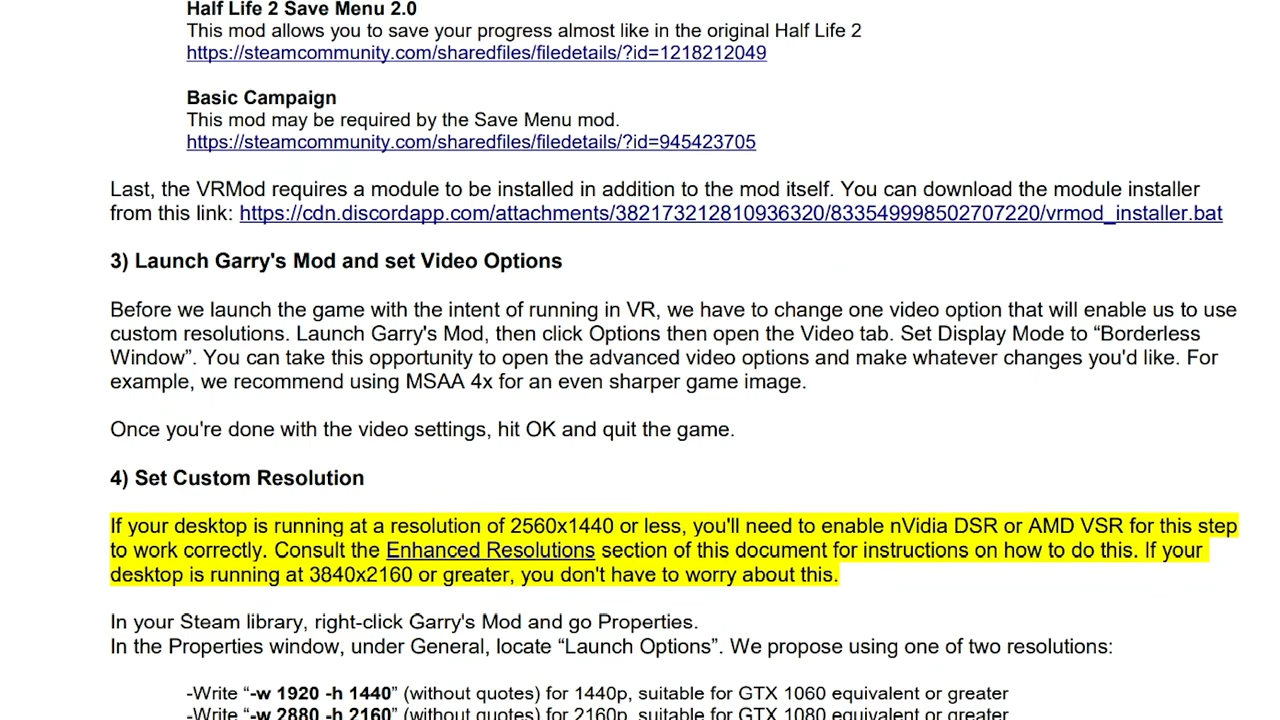 Half Life 2 Save Menu 2.0
This mod allows you to save your progress almost like in the original Half Life 2
https://steamcommunity.com/sharedfiles/filedetails/?id=1218212049
Basic Campaign
This mod may be required by the Save Menu mod.
https://steamcommunity.com/sharedfiles/filedetails/?id=945423705
Last, the VRMod requires a module to be installed in addition to the mod itself. You can download the module installer
from this link: https://cdn.discordapp.com/attachments/382173212810936320/833549998502707220/vrmod_installer.bat
3) Launch Garry's Mod and set Video Options
Before we launch the game with the intent of running in VR, we have to change one video option that will enable us to use
custom resolutions. Launch Garry's Mod, then click Options then open the Video tab. Set Display Mode to “Borderless
Window”. You can take this opportunity to open the advanced video options and make whatever changes you'd like. For
example, we recommend using MSAA 4x for an even sharper game image.
Once you're done with the video settings, hit OK and quit the game.
4) Set Custom Resolution
If your desktop is running at a resolution of 2560x1440 or less, you'll need to enable nVidia DSR or AMD VSR for this step
to work correctly. Consult the Enhanced Resolutions section of this document for instructions on how to do this. If your
desktop is running at 3840x2160 or greater, you don't have to worry about this.
In your Steam library, right-click Garry's Mod and go Properties.
In the Properties window, under General, locate “Launch Options”. We propose using one of two resolutions:
-Write “-w 1920 -h 1440” (without quotes) for 1440p, suitable for GTX 1060 equivalent or greater
-Write “-w 2880 -h 2160” (without quotes) for 2160p, suitable for GTX 1080 equivalent or greater